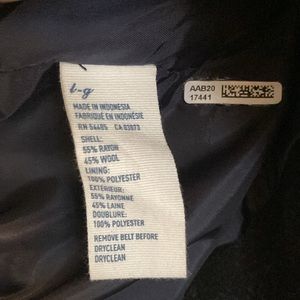 l-g
MADE IN INDONESIA
FABRIQUÉ EN INDONÉSIE
RN 54485 CA 03073
SHELL:
55% RAYON
45% WOOL
LINING:
100% POLYESTER
EXTÉRIEUR:
55% RAYONNE
45% LAINE
DOUBLURE:
100% POLYESTER
REMOVE BELT BEFORE
DRYCLEAN
DRYCLEAN
AAB20
17441